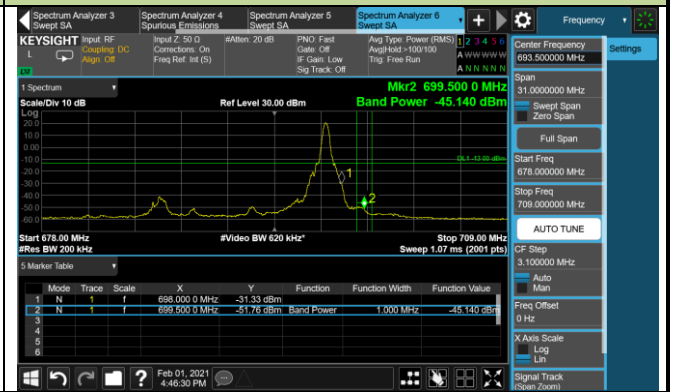 Spectrum Analyzer 3
Swept SA
Spectrum Analyzer 4
Spurious Emissions
Spectrum Analyzer 5
Swept SA
Spectrum Analyzer 6
Swept SA
+
Frequency
KEYSIGHT
L
Input: RF
Coupling: DC
Align: Off
Input Z: 50 Ω
Corrections: On
Freq Ref: Int (S)
#Atten: 20 dB
PNO: Fast
Gate: Off
IF Gain: Low
Sig Track: Off
Avg Type: Power (RMS)
Avg|Hold:>100/100
Trig: Free Run
1 2 3 4 5 6
A W W W W W
A N N N N N
1 Spectrum
Scale/Div 10 dB
Log
Ref Level 30.00 dBm
Mkr2 699.500 0 MHz
Band Power -45.140 dBm
20.0
10.0
0.00
-10.0
-20.0
-30.0
-40.0
-50.0
-60.0
DL1 -13.00 dBm
1
2
Start 678.00 MHz
#Res BW 200 kHz
#Video BW 620 kHz*
Stop 709.00 MHz
Sweep 1.07 ms (2001 pts)
5 Marker Table
Mode Trace Scale X Y Function Function Width Function Value
1 N 1 f 698.000 0 MHz -31.33 dBm
2 N 1 f 699.500 0 MHz -51.76 dBm Band Power 1.000 MHz -45.140 dBm
3
4
5
6
Center Frequency
693.500000 MHz
Settings
Span
31.0000000 MHz
Swept Span
Zero Span
Full Span
Start Freq
678.000000 MHz
Stop Freq
709.000000 MHz
AUTO TUNE
CF Step
3.100000 MHz
Auto
Man
Freq Offset
0 Hz
X Axis Scale
Log
Lin
Signal Track
(Span Zoom)
?
Feb 01, 2021
4:46:30 PM